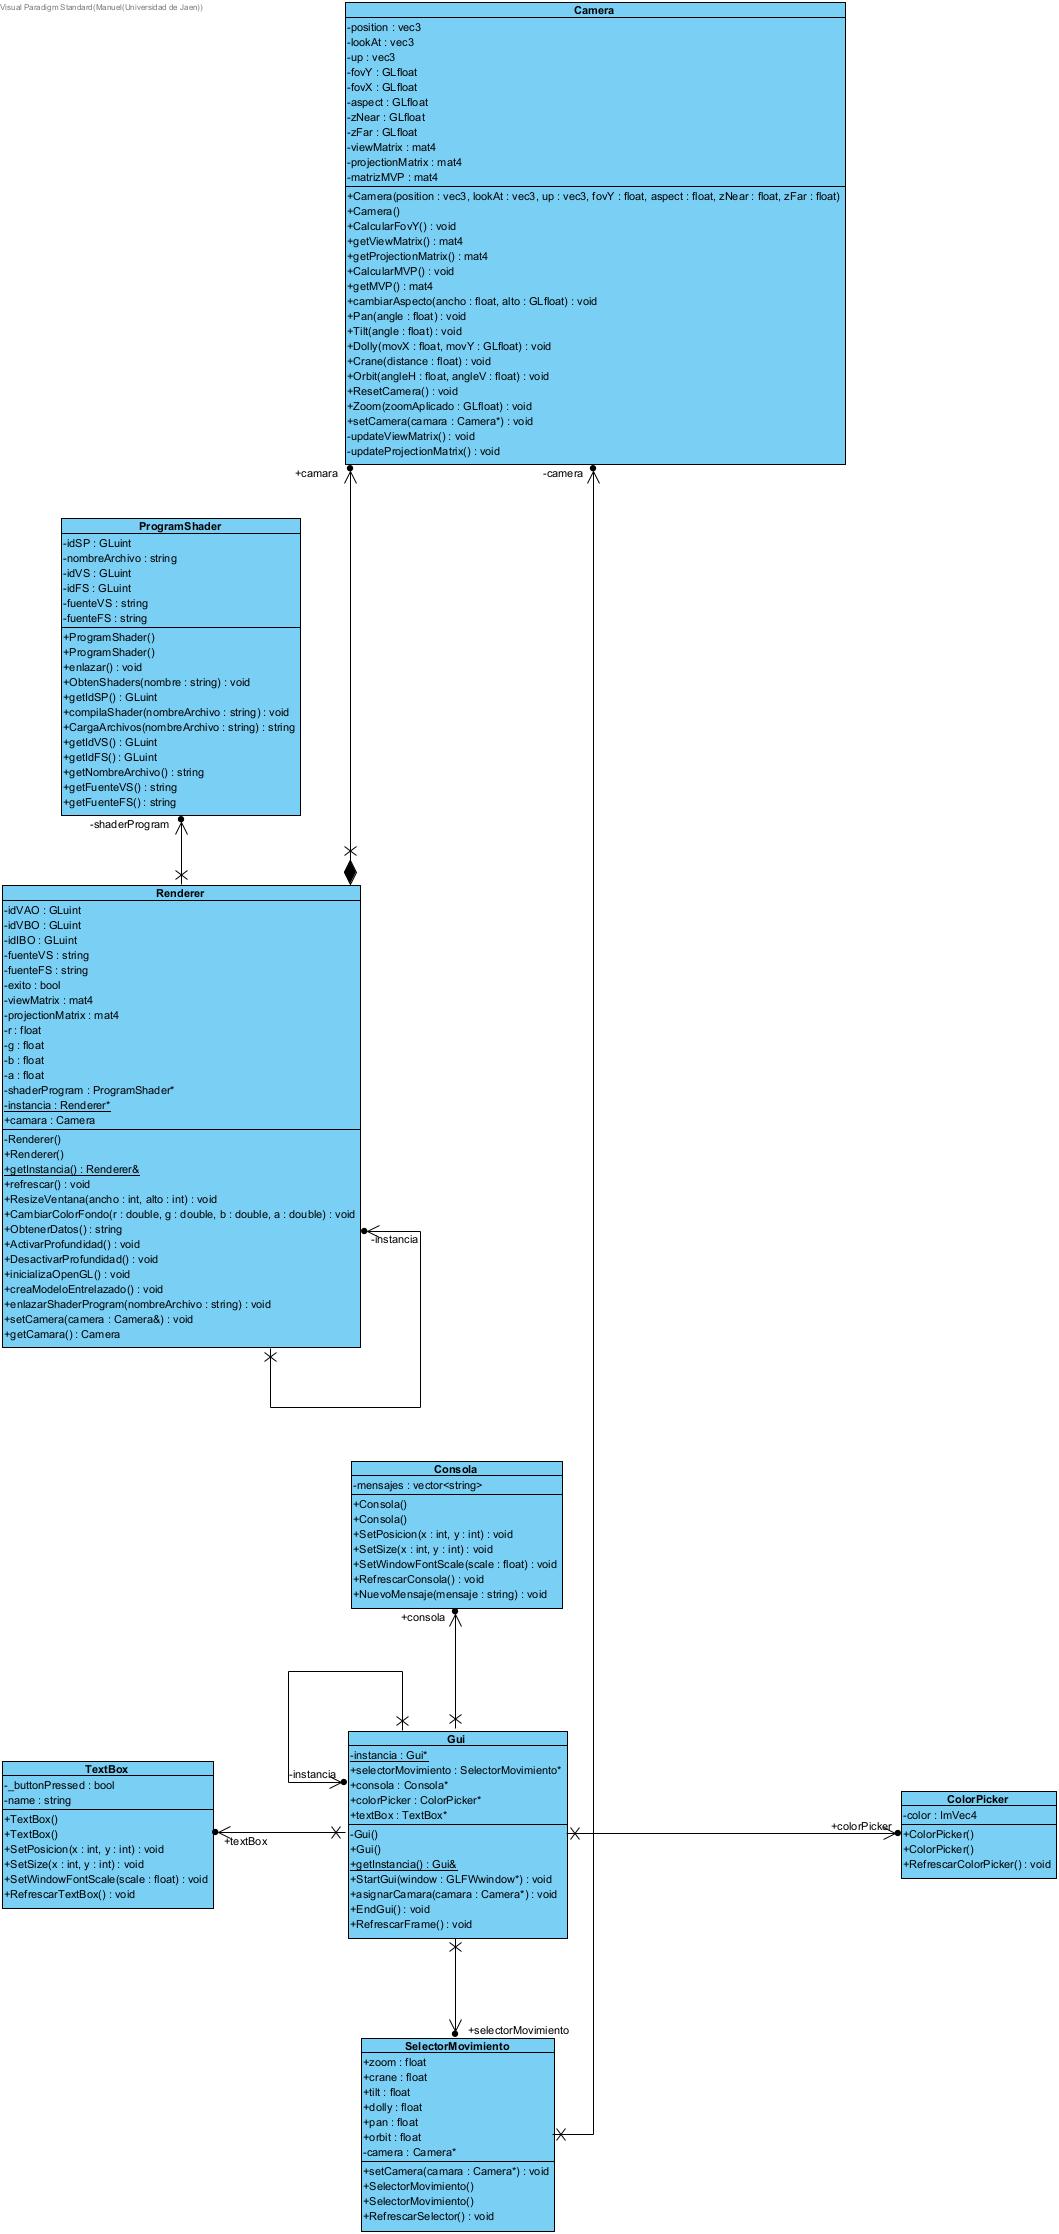 Visual Paradigm Standard(Manuel(Universidad de Jaen))
Camera
-position : vec3
-lookAt : vec3
-up : vec3
-fovY : GLfloat
-fovX : GLfloat
-aspect : GLfloat
-zNear : GLfloat
-zFar : GLfloat
-viewMatrix : mat4
-projectionMatrix : mat4
-matrizMVP : mat4
+Camera(position : vec3, lookAt : vec3, up : vec3, fovY : float, aspect : float, zNear : float, zFar : float)
+Camera()
+CalcularFovY() : void
+getViewMatrix() : mat4
+getProjectionMatrix() : mat4
+CalcularMVP() : void
+getMVP() : mat4
+cambiarAspecto(ancho : float, alto : GLfloat) : void
+Pan(angle : float) : void
+Tilt(angle : float) : void
+Dolly(movX : float, movY : GLfloat) : void
+Crane(distance : float) : void
+Orbit(angleH : float, angleV : float) : void
+ResetCamera() : void
+Zoom(zoomAplicado : GLfloat) : void
+setCamera(camara : Camera*) : void
-updateViewMatrix() : void
-updateProjectionMatrix() : void
+camara
-camera
ProgramShader
-idSP : GLuint
-nombreArchivo : string
-idVS : GLuint
-idFS : GLuint
-fuenteVS : string
-fuenteFS : string
+ProgramShader()
+ProgramShader()
+enlazar() : void
+ObtenShaders(nombre : string) : void
+getIdSP() : GLuint
+compilaShader(nombreArchivo : string) : void
+CargaArchivos(nombreArchivo : string) : string
+getIdVS() : GLuint
+getIdFS() : GLuint
+getNombreArchivo() : string
+getFuenteVS() : string
+getFuenteFS() : string
-shaderProgram
Renderer
-idVAO : GLuint
-idVBO : GLuint
-idIBO : GLuint
-fuenteVS : string
-fuenteFS : string
-exito : bool
-viewMatrix : mat4
-projectionMatrix : mat4
-r : float
-g : float
-b : float
-a : float
-shaderProgram : ProgramShader*
-instancia : Renderer*
+camara : Camera
-Renderer()
+Renderer()
+getInstancia() : Renderer&
+refrescar() : void
+ResizeVentana(ancho : int, alto : int) : void
+CambiarColorFondo(r : double, g : double, b : double, a : double) : void
+ObtenerDatos() : string
+ActivarProfundidad() : void
+DesactivarProfundidad() : void
+inicializaOpenGL() : void
+creaModeloEntrelazado() : void
+enlazarShaderProgram(nombreArchivo : string) : void
+setCamera(camera : Camera&) : void
+getCamara() : Camera
-instancia
Consola
-mensajes : vector<string>
+Consola()
+Consola()
+SetPosicion(x : int, y : int) : void
+SetSize(x : int, y : int) : void
+SetWindowFontScale(scale : float) : void
+RefrescarConsola() : void
+NuevoMensaje(mensaje : string) : void
+consola
Gui
-instancia : Gui*
+selectorMovimiento : SelectorMovimiento*
+consola : Consola*
+colorPicker : ColorPicker*
+textBox : TextBox*
-Gui()
+Gui()
+getInstancia() : Gui&
+StartGui(window : GLFWwindow*) : void
+asignarCamara(camara : Camera*) : void
+EndGui() : void
+RefrescarFrame() : void
-instancia
TextBox
-_buttonPressed : bool
-name : string
+TextBox()
+TextBox()
+SetPosicion(x : int, y : int) : void
+SetSize(x : int, y : int) : void
+SetWindowFontScale(scale : float) : void
+RefrescarTextBox() : void
+textBox
+colorPicker
ColorPicker
-color : ImVec4
+ColorPicker()
+ColorPicker()
+RefrescarColorPicker() : void
+selectorMovimiento
SelectorMovimiento
+zoom : float
+crane : float
+tilt : float
+dolly : float
+pan : float
+orbit : float
-camera : Camera*
+setCamera(camara : Camera*) : void
+SelectorMovimiento()
+SelectorMovimiento()
+RefrescarSelector() : void